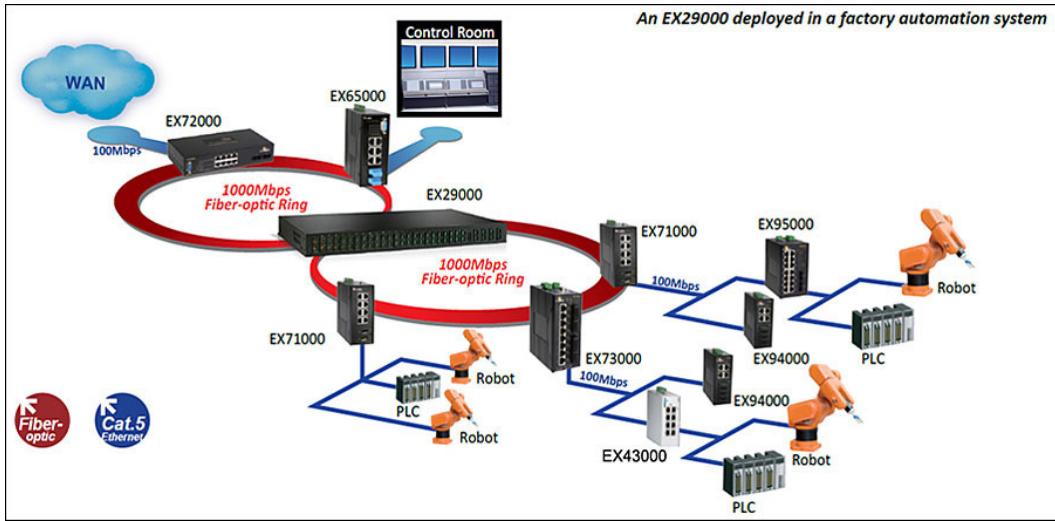 An EX29000 deployed in a factory automation system
Control Room
WAN
EX65000
EX72000
100Mbps
1000Mbps
Fiber-optic Ring
EX29000
EX71000
EX95000
1000Mbps
Fiber-optic Ring
100Mbps
Robot
EX71000
EX73000
EX94000
PLC
100Mbps
Robot
PLC
EX94000
Robot
EX43000
Robot
PLC
Fiber-
optic
Cat.5
Ethernet